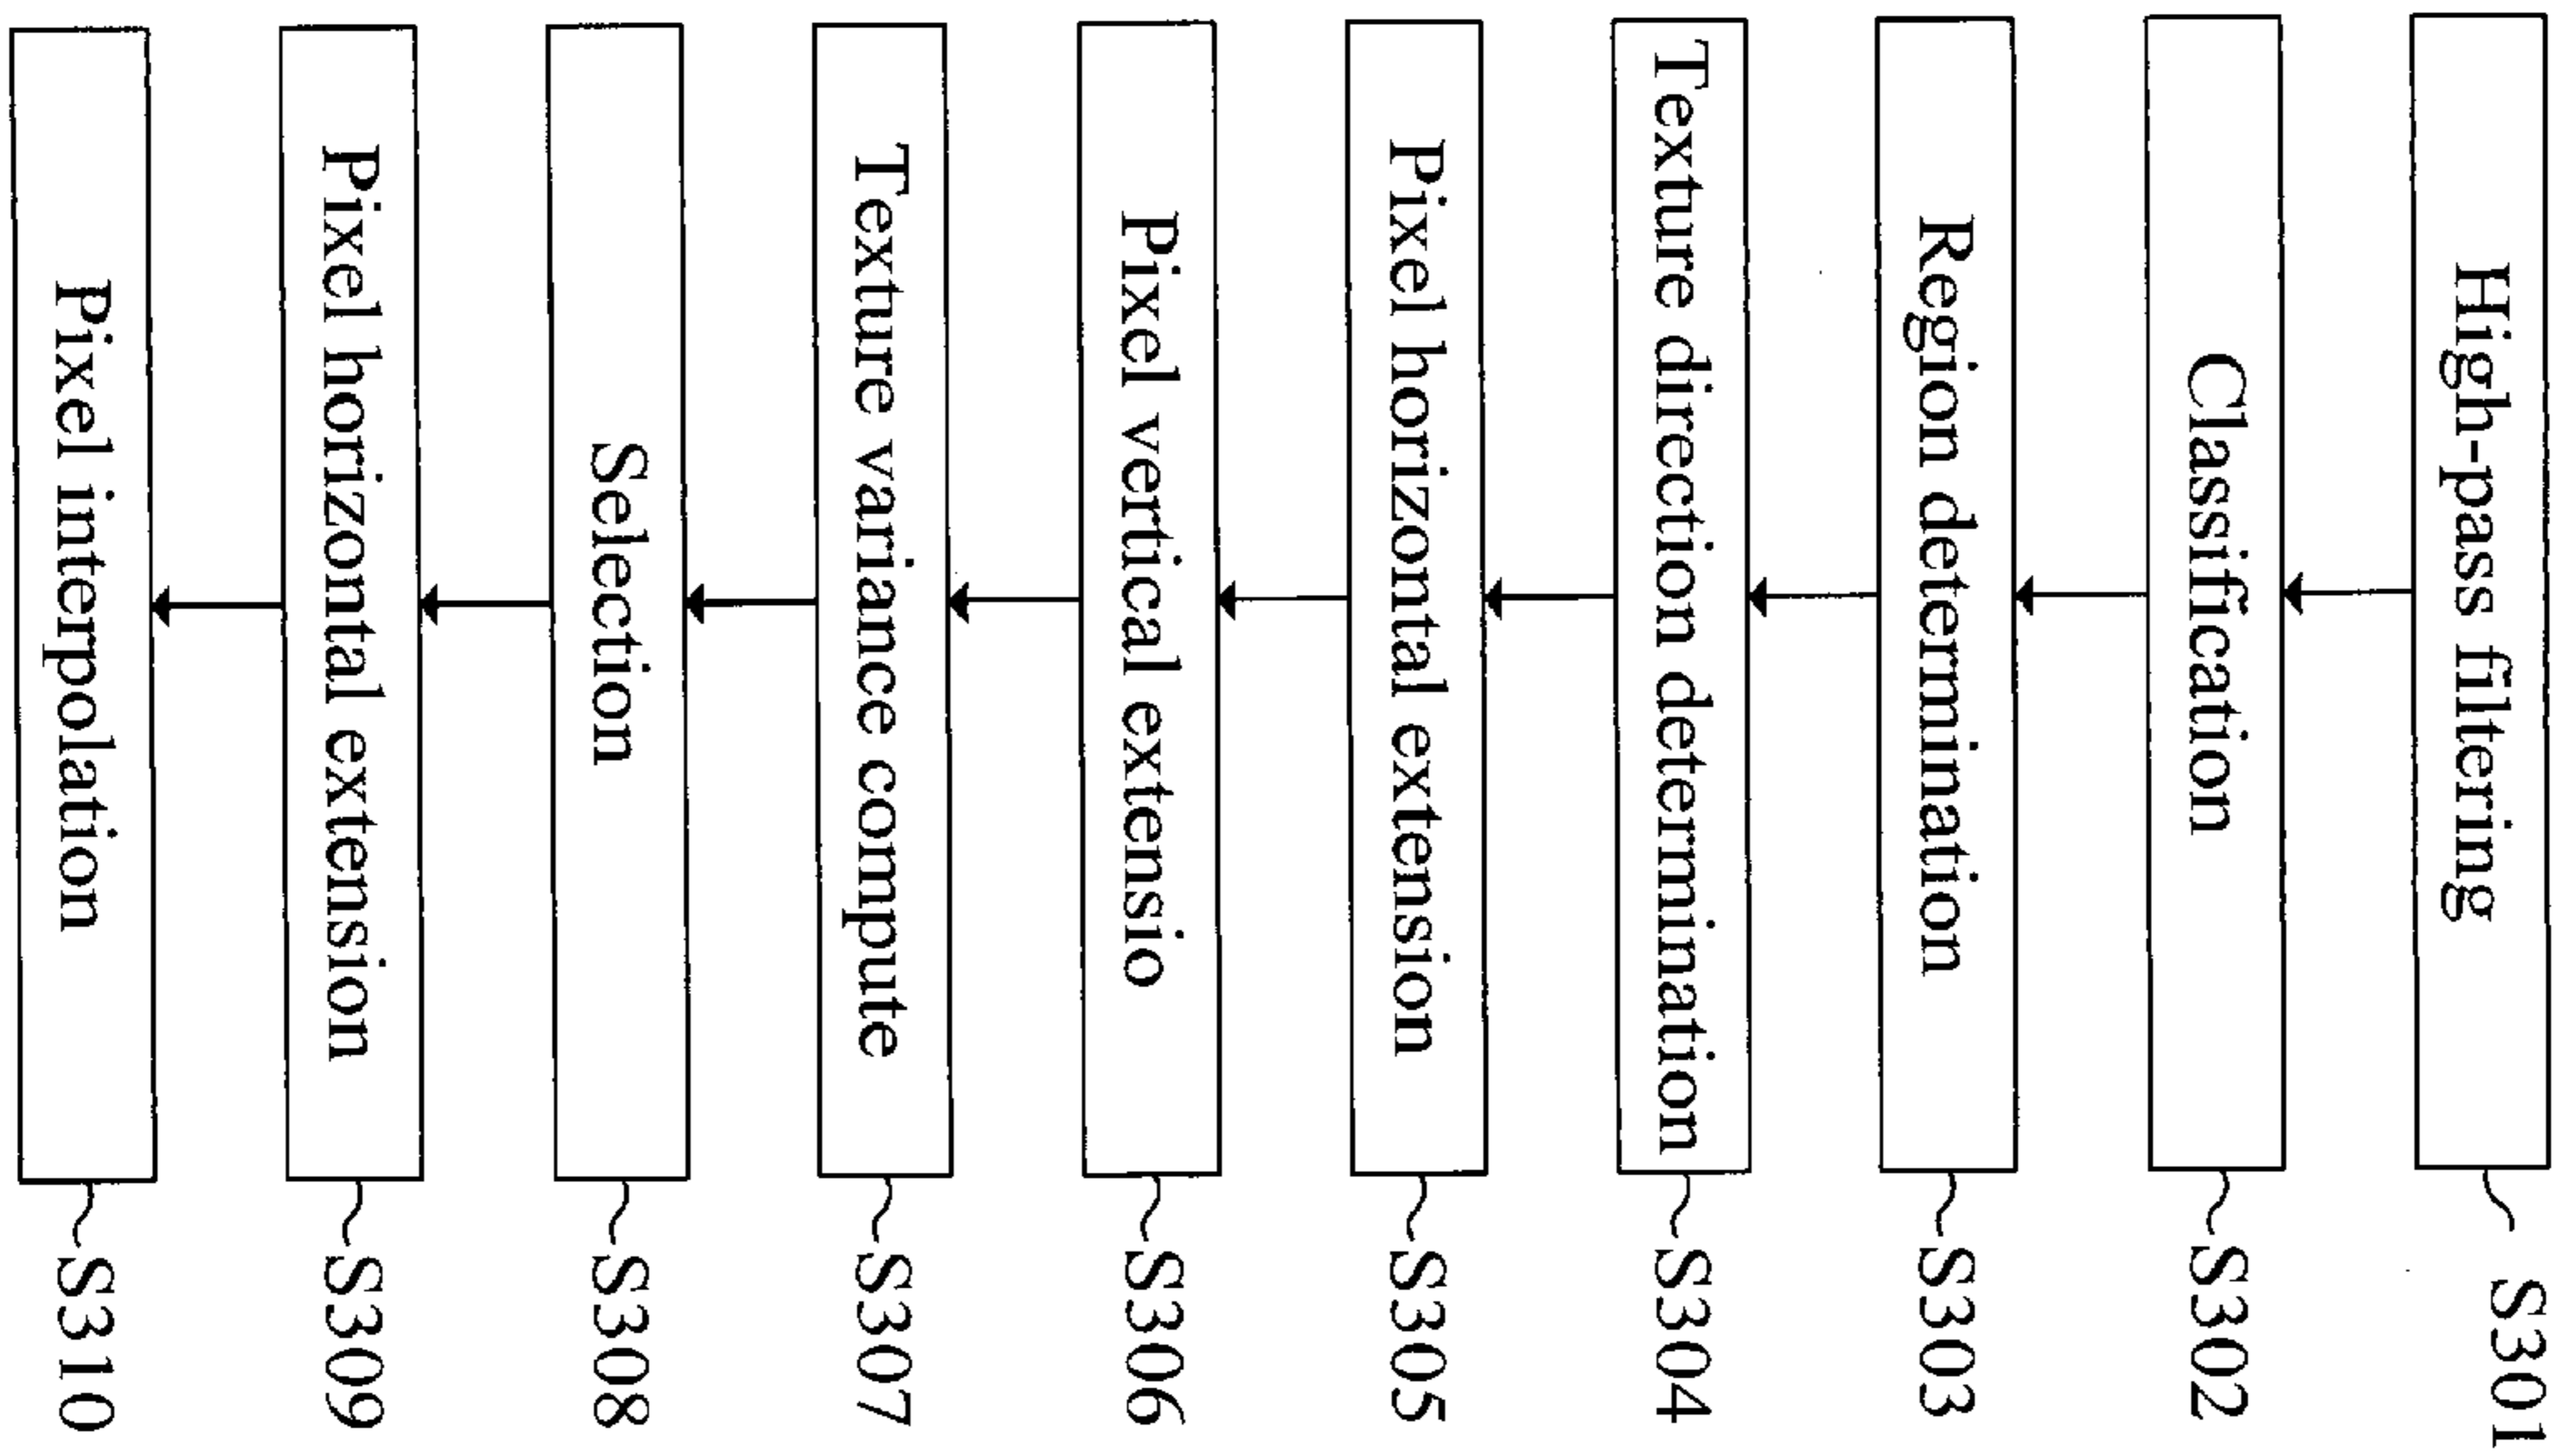 High-pass filtering
S301
Classification
S302
Region determination
S303
Texture direction determination
S304
Pixel horizontal extension
S305
Pixel vertical extensio
S306
Texture variance compute
S307
Selection
S308
Pixel horizontal extension
S309
Pixel interpolation
S310